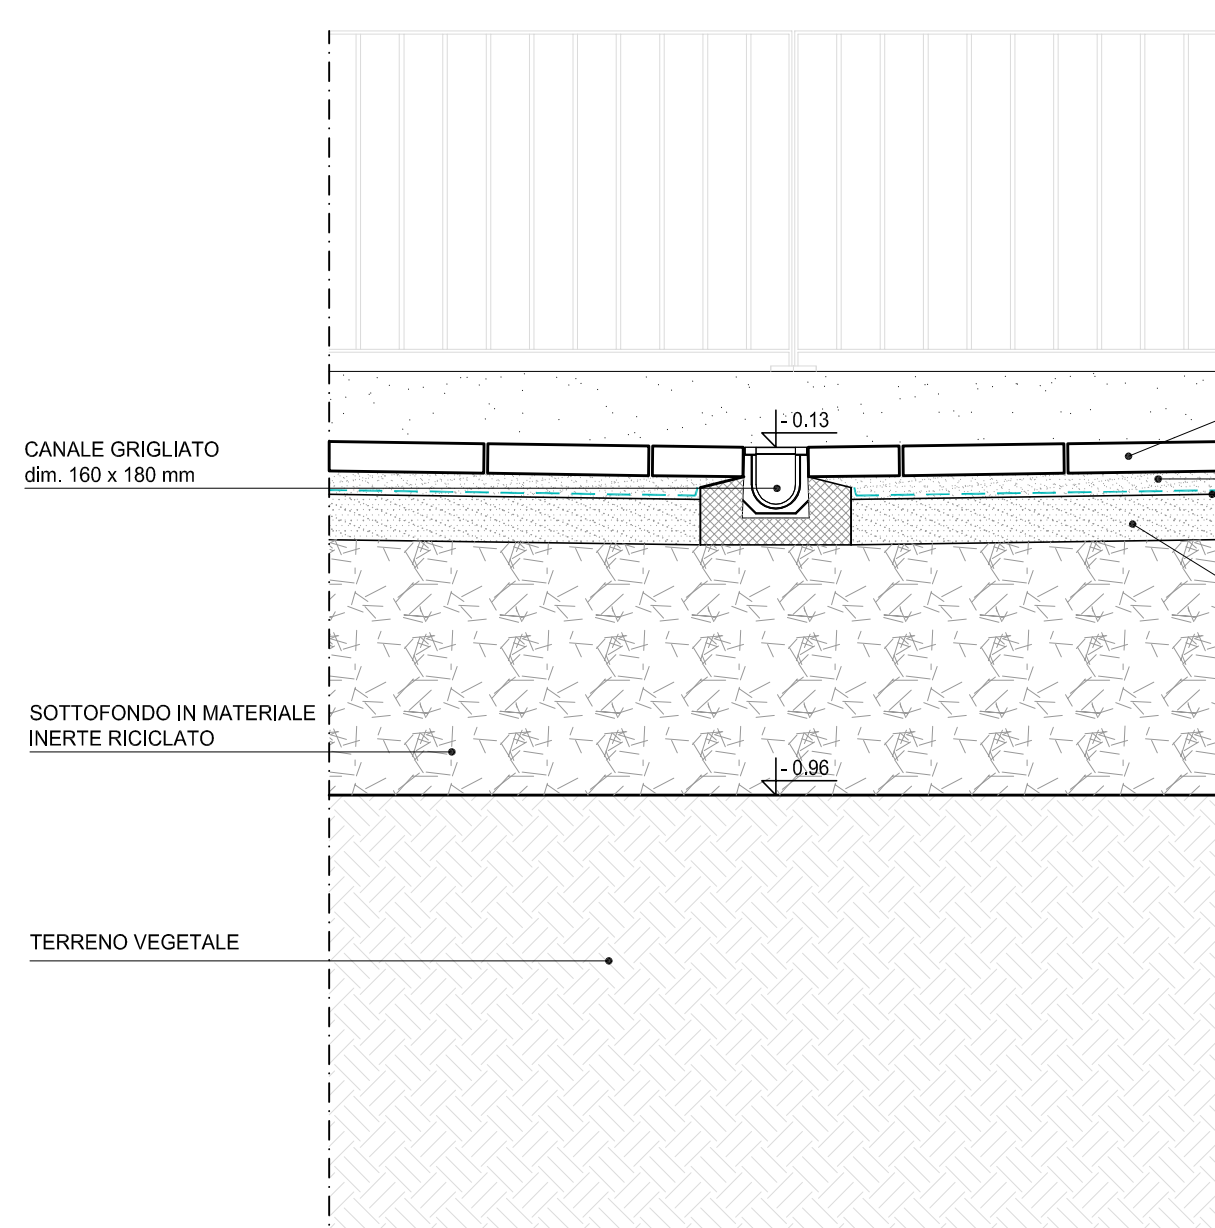 - 0.13
CANALE GRIGLIATO
dim. 160 x 180 mm
SOTTOFONDO IN MATERIALE
INERTE RICICLATO
- 0.96
TERRENO VEGETALE